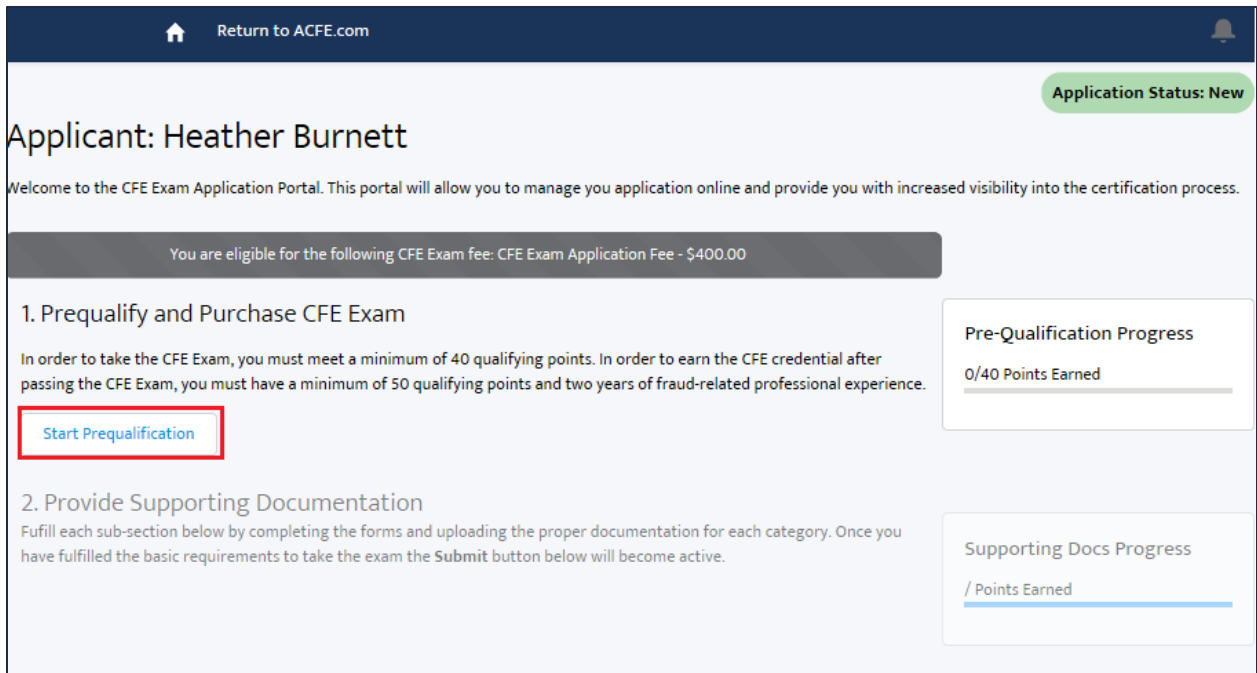 Return to ACFE.com
Application Status: New
Applicant: Heather Burnett
Welcome to the CFE Exam Application Portal. This portal will allow you to manage you application online and provide you with increased visibility into the certification process.
You are eligible for the following CFE Exam fee: CFE Exam Application Fee - $400.00
1. Prequalify and Purchase CFE Exam
In order to take the CFE Exam, you must meet a minimum of 40 qualifying points. In order to earn the CFE credential after
passing the CFE Exam, you must have a minimum of 50 qualifying points and two years of fraud-related professional experience.
Start Prequalification
Pre-Qualification Progress
0/40 Points Earned
2. Provide Supporting Documentation
Fufill each sub-section below by completing the forms and uploading the proper documentation for each category. Once you
have fulfilled the basic requirements to take the exam the Submit button below will become active.
Supporting Docs Progress
/ Points Earned